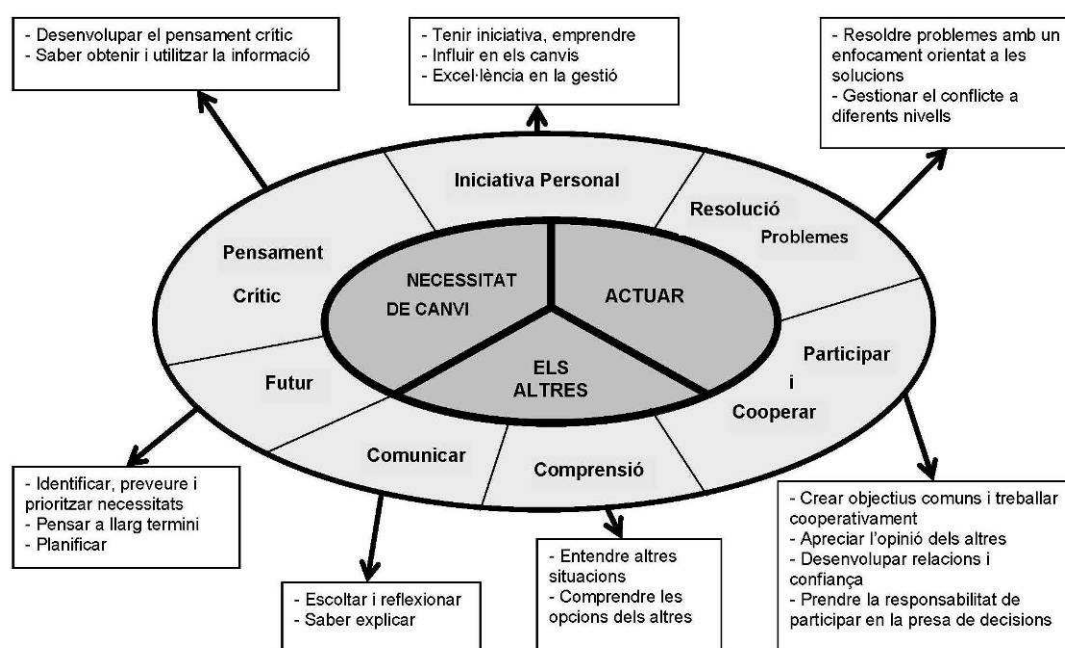 - Desenvolupar el pensament crític
- Saber obtenir i utilitzar la informació
- Tenir iniciativa, emprendre
- Influir en els canvis
- Excel·lència en la gestió
- Resoldre problemes amb un
enfocament orientat a les
solucions
- Gestionar el conflicte a
diferents nivells
Iniciativa Personal
Resolució
Problemes
Pensament
Crític
NECESSITAT
DE CANVI
ACTUAR
ELS
ALTRES
Futur
Participar
i
Cooperar
Comunicar
Comprensió
- Identificar, preveure i
prioritzar necessitats
- Pensar a llarg termini
- Planificar
- Escoltar i reflexionar
- Saber explicar
- Entendre altres
situacions
- Comprendre les
opcions dels altres
- Crear objectius comuns i treballar
cooperativament
- Apreciar l'opinió dels altres
- Desenvolupar relacions i
confiança
- Prendre la responsabilitat de
participar en la presa de decisions